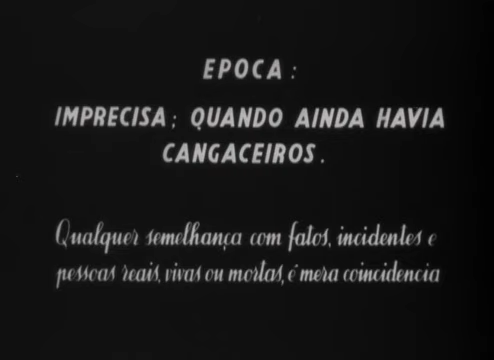 EPOCA:
IMPRECISA; QUANDO AINDA HAVIA
CANGACEIROS.
Qualquer semelhança com fatos, incidentes e
pessoas reais, vivas ou mortas, é mera coincidencia